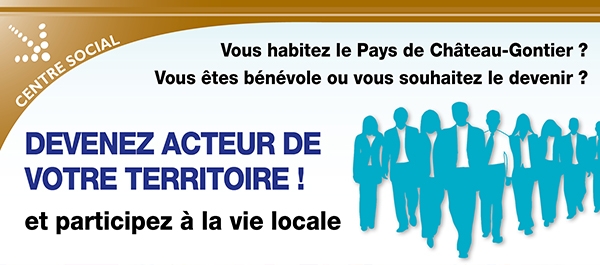 CENTRE SOCIAL
Vous habitez le Pays de Château-Gontier ?
Vous êtes bénévole ou vous souhaitez le devenir ?
DEVENEZ ACTEUR DE
VOTRE TERRITOIRE !
et participez à la vie locale